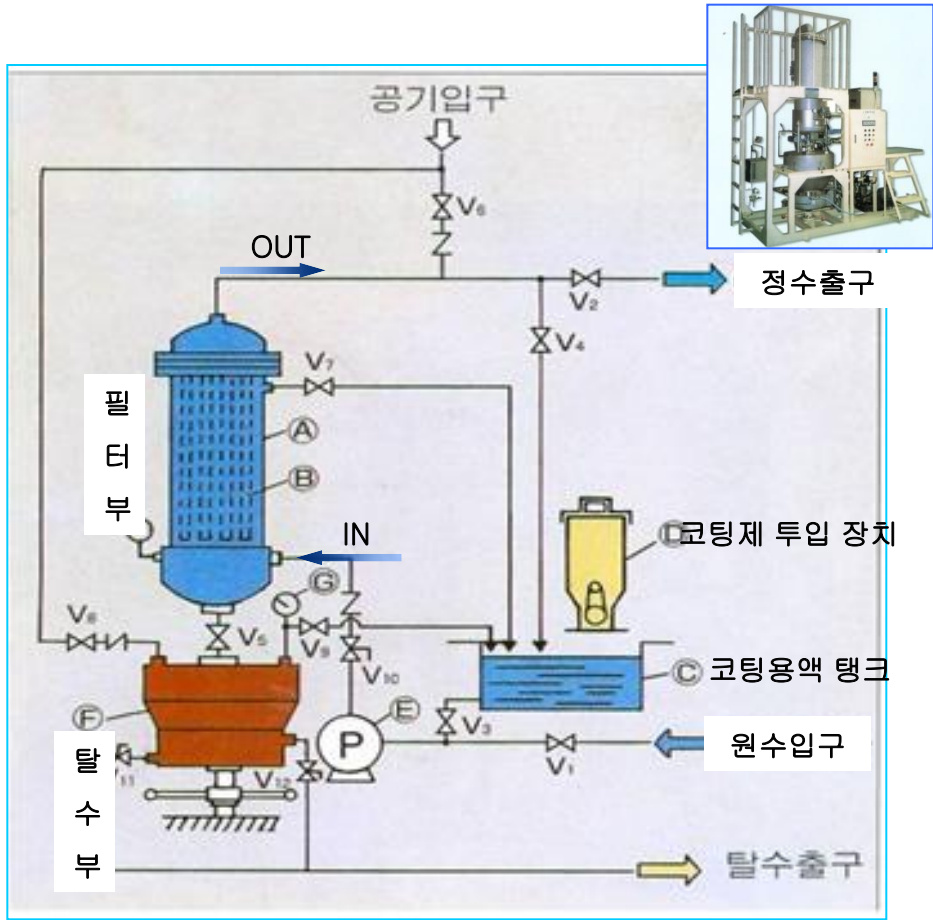 공기입구
V₆
OUT
정수출구
V₂
V₄
V₇
필
터
부
A
B
IN
D
코팅제 투입 장치
G
V₈
V₅
V₉
V₁₀
C
코팅용액 탱크
E
F
P
V₃
원수입구
V₁
탈
수
부
V₁₁
V₁₂
탈수출구